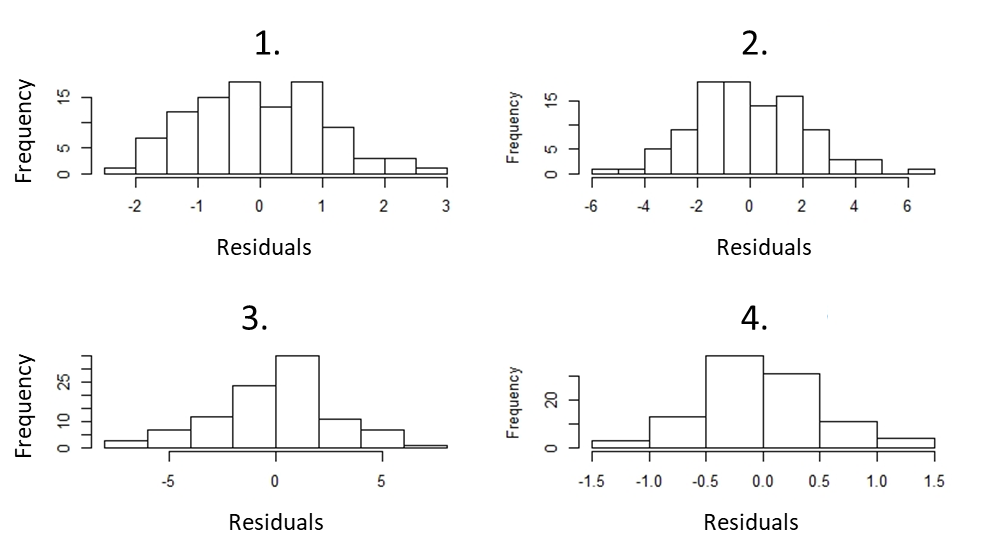 1.
Frequency
15
5
0
-2 -1 0 1 2 3
Residuals
2.
Frequency
15
5
0
-6 -4 -2 0 2 4 6
Residuals
3.
Frequency
25
10
0
-5 0 5
Residuals
4.
Frequency
20
0
-1.5 -1.0 -0.5 0.0 0.5 1.0 1.5
Residuals